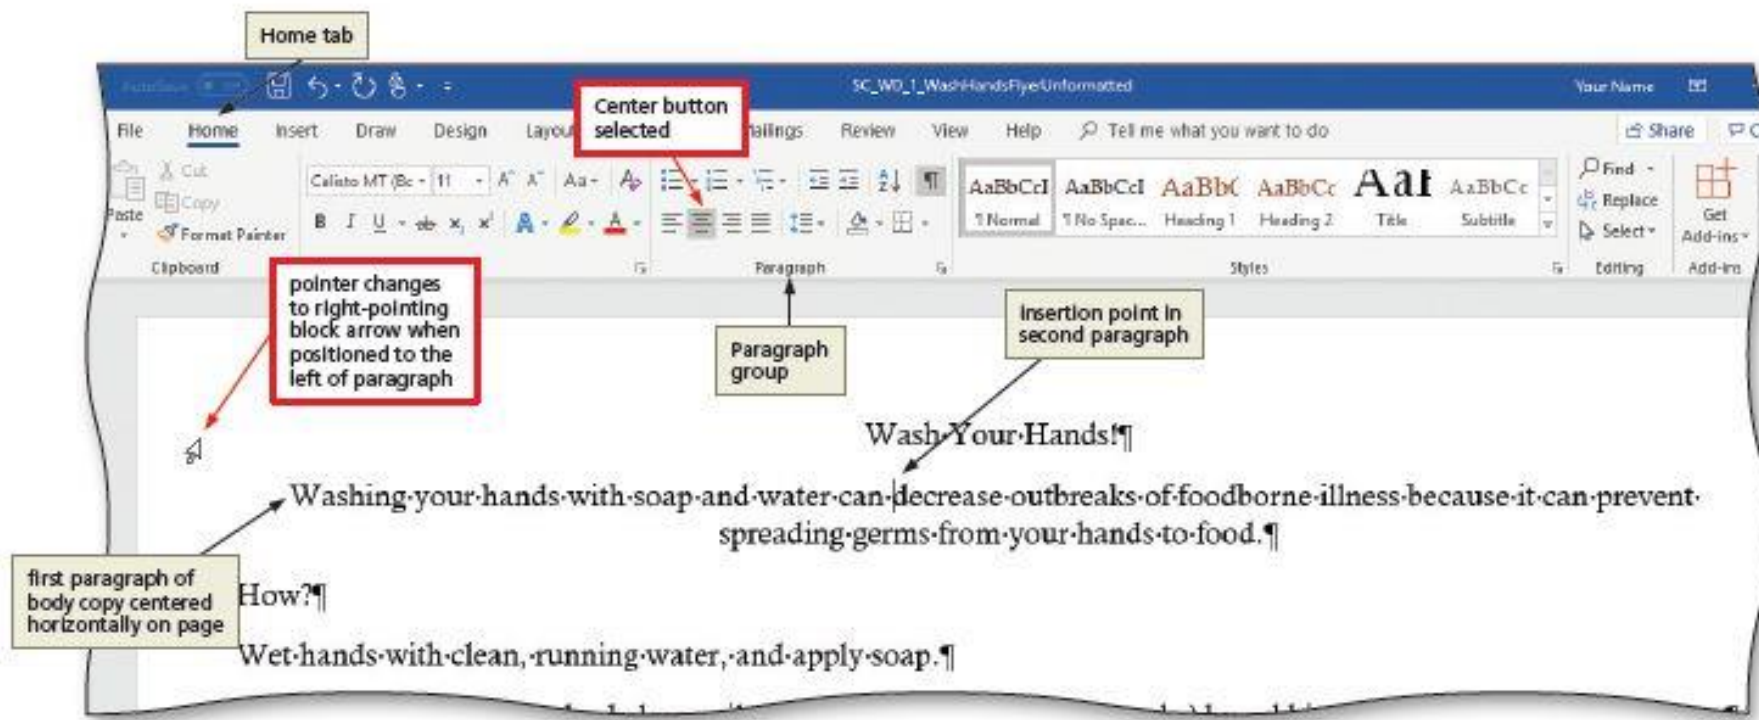 Home tab
AutoSave
SC_WD_1_WashHandsFlyerUnformatted
Your Name
File Home Insert Draw Design Layou
Center button
selected
ailings Review View Help Tell me what you want to do Share
Cut
Copy
Paste
Format Painter
Clipboard
Calisto MT (Bc 11
Paragraph
AaBbCcI AaBbCcI AaBbC AaBbCc AaI AaBbCc
¶ Normal ¶ No Spac... Heading 1 Heading 2 Title Subtitle
Styles
Find
Replace
Select
Editing
Get
Add-ins
Add-ins
pointer changes
to right-pointing
block arrow when
positioned to the
left of paragraph
Paragraph
group
insertion point in
second paragraph
Wash·Your·Hands!¶
Washing·your·hands·with·soap·and·water·can·decrease·outbreaks·of·foodborne·illness·because·it·can·prevent·
spreading·germs·from·your·hands·to·food.¶
first paragraph of
body copy centered
horizontally on page
How?¶
Wet·hands·with·clean,·running·water,·and·apply·soap.¶